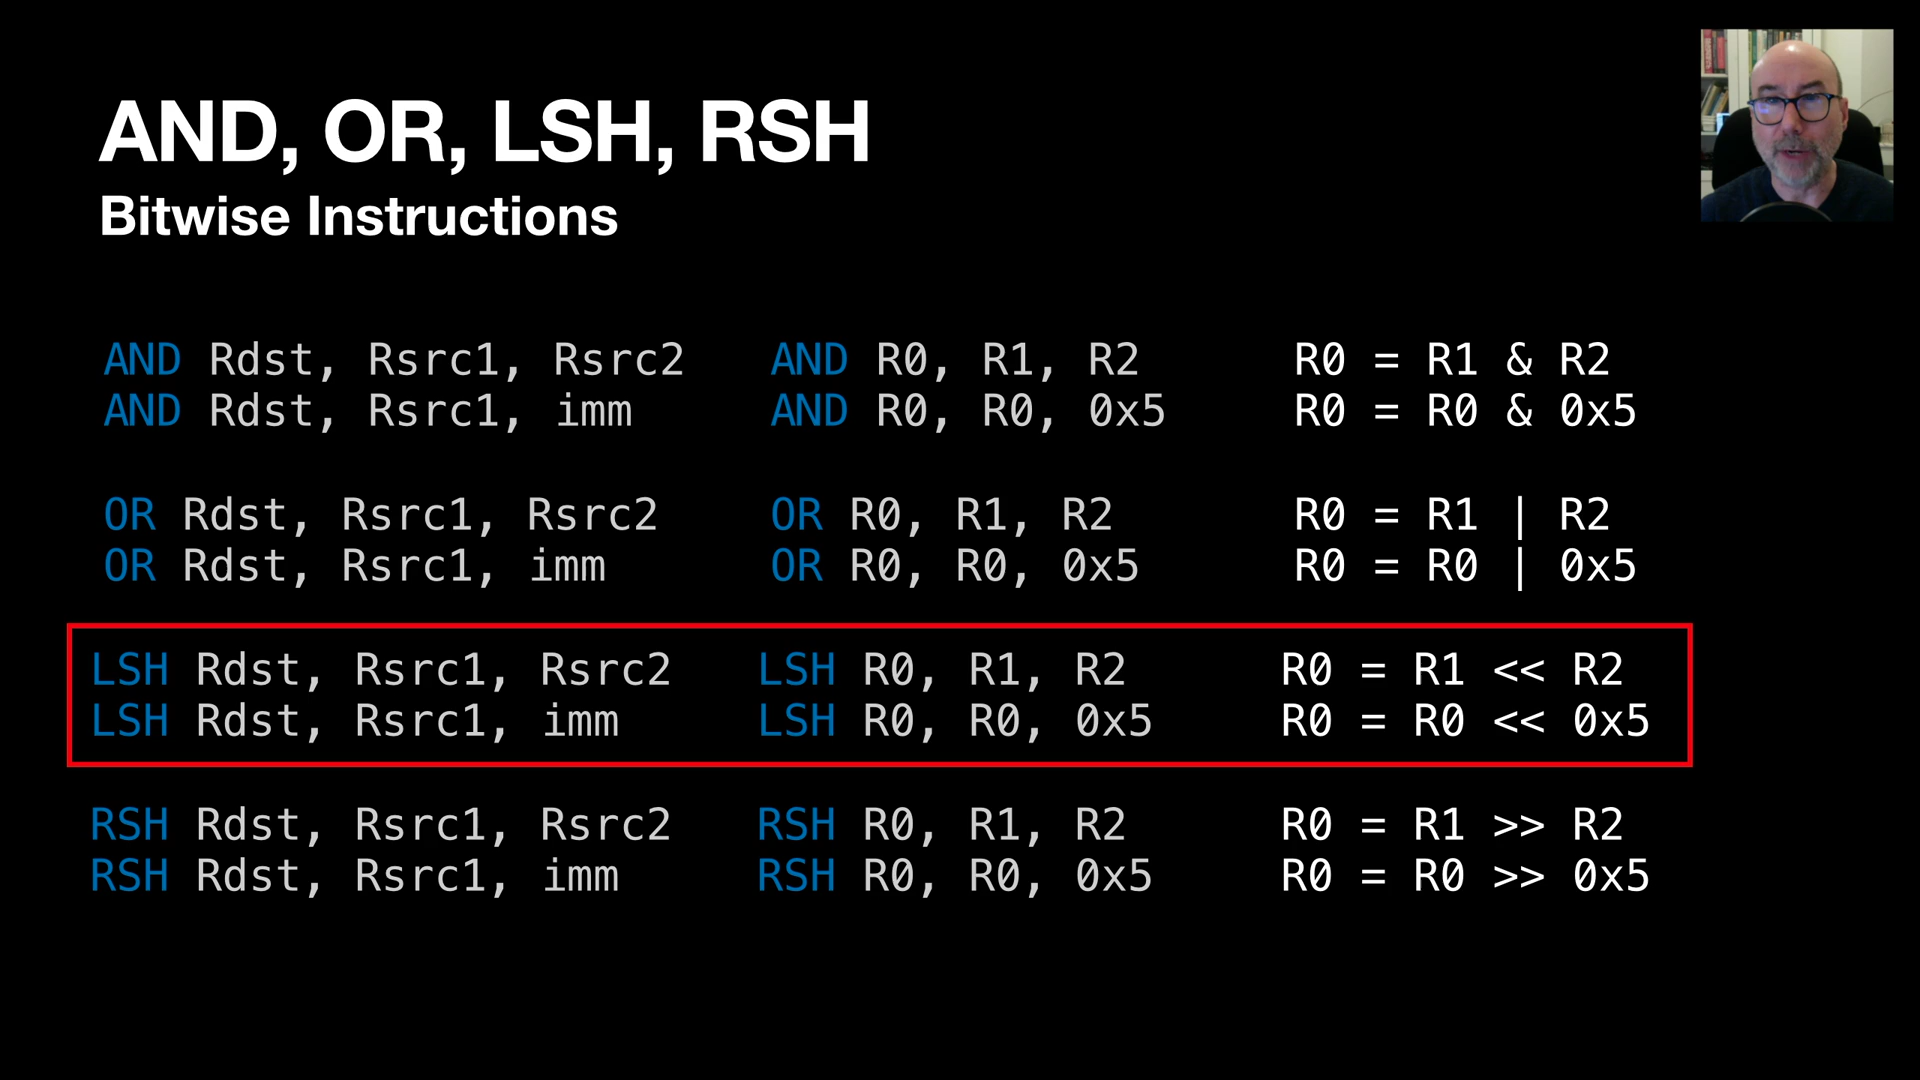 AND, OR, LSH, RSH
Bitwise Instructions
AND Rdst, Rsrc1, Rsrc2 AND R0, R1, R2 R0 = R1 & R2
AND Rdst, Rsrc1, imm AND R0, R0, 0x5 R0 = R0 & 0x5
OR Rdst, Rsrc1, Rsrc2 OR R0, R1, R2 R0 = R1 | R2
OR Rdst, Rsrc1, imm OR R0, R0, 0x5 R0 = R0 | 0x5
LSH Rdst, Rsrc1, Rsrc2 LSH R0, R1, R2 R0 = R1 << R2
LSH Rdst, Rsrc1, imm LSH R0, R0, 0x5 R0 = R0 << 0x5
RSH Rdst, Rsrc1, Rsrc2 RSH R0, R1, R2 R0 = R1 >> R2
RSH Rdst, Rsrc1, imm RSH R0, R0, 0x5 R0 = R0 >> 0x5